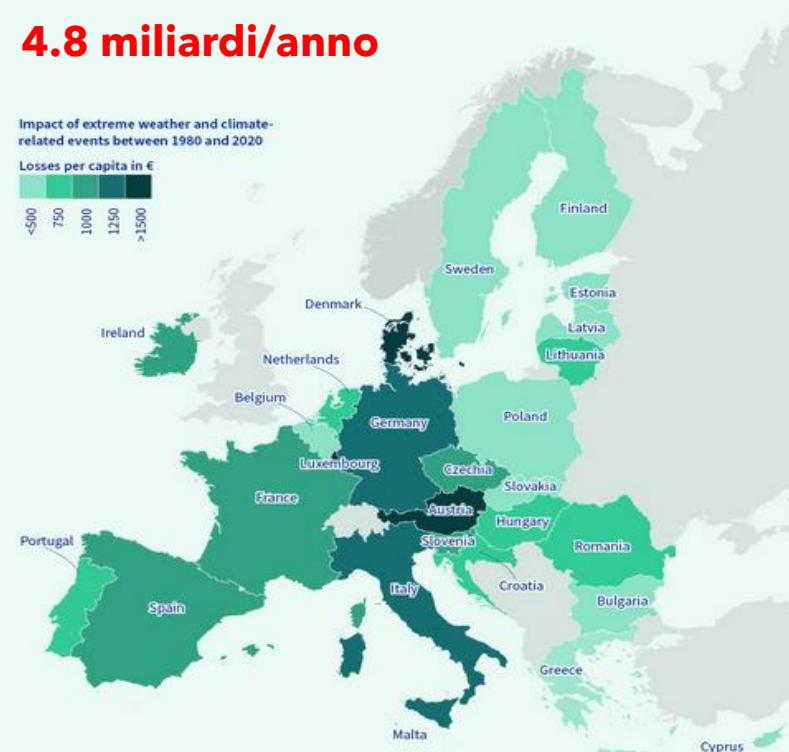 4.8 miliardi/anno
Impact of extreme weather and climate-
related events between 1980 and 2020
Losses per capita in €
<500
750
1000
1250
>1500
Finland
Sweden
Estonia
Denmark
Latvia
Ireland
Lithuania
Netherlands
Belgium
Poland
Germany
Luxembourg
Czechia
Slovakia
France
Austria
Hungary
Portugal
Slovenia
Romania
Croatia
Italy
Bulgaria
Spain
Greece
Malta
Cyprus